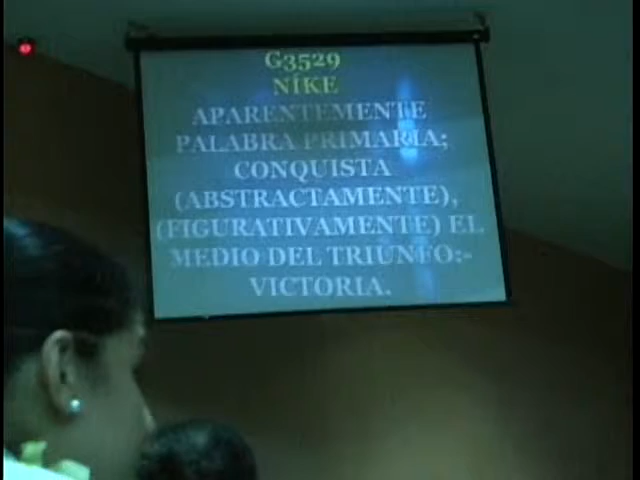 G3529
NÍKE
APARENTEMENTE
PALABRA PRIMARIA;
CONQUISTA
(ABSTRACTAMENTE),
(FIGURATIVAMENTE) EL
MEDIO DEL TRIUNFO:-
VICTORIA.